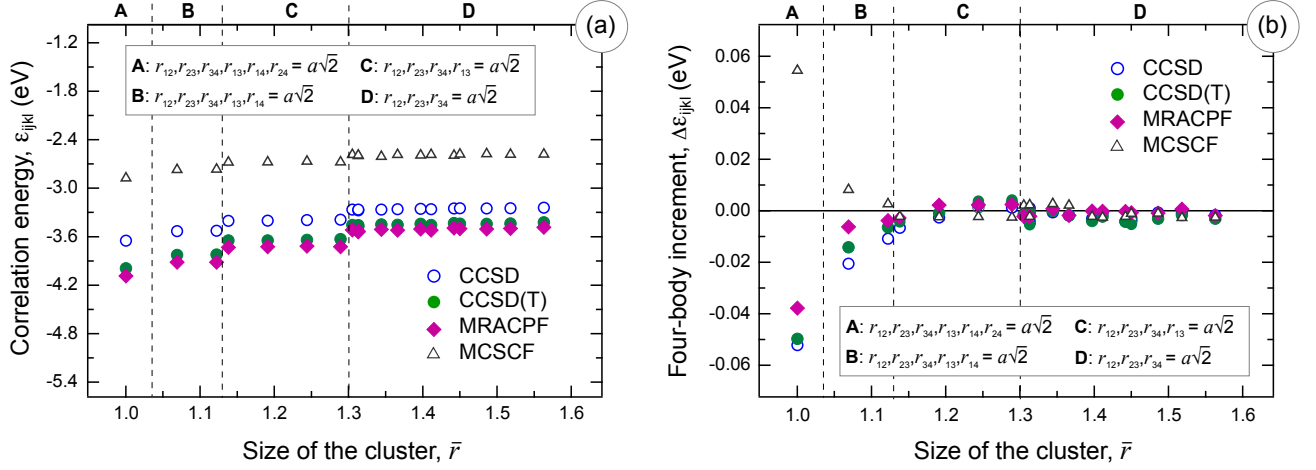 A B C D
(a)
-1.2
-1.8
-2.4
-3.0
-3.6
-4.2
-4.8
-5.4
Correlation energy, ε_ijkl (eV)
A: r₁₂,r₂₃,r₃₄,r₁₃,r₁₄,r₂₄ = a√2 C: r₁₂,r₂₃,r₃₄,r₁₃ = a√2
B: r₁₂,r₂₃,r₃₄,r₁₃,r₁₄ = a√2 D: r₁₂,r₂₃,r₃₄ = a√2
CCSD
CCSD(T)
MRACPF
MCSCF
1.0 1.1 1.2 1.3 1.4 1.5 1.6
Size of the cluster, r̄
A B C D
(b)
0.06
0.04
0.02
0.00
-0.02
-0.04
-0.06
Four-body increment, Δε_ijkl (eV)
CCSD
CCSD(T)
MRACPF
MCSCF
A: r₁₂,r₂₃,r₃₄,r₁₃,r₁₄,r₂₄ = a√2 C: r₁₂,r₂₃,r₃₄,r₁₃ = a√2
B: r₁₂,r₂₃,r₃₄,r₁₃,r₁₄ = a√2 D: r₁₂,r₂₃,r₃₄ = a√2
1.0 1.1 1.2 1.3 1.4 1.5 1.6
Size of the cluster, r̄